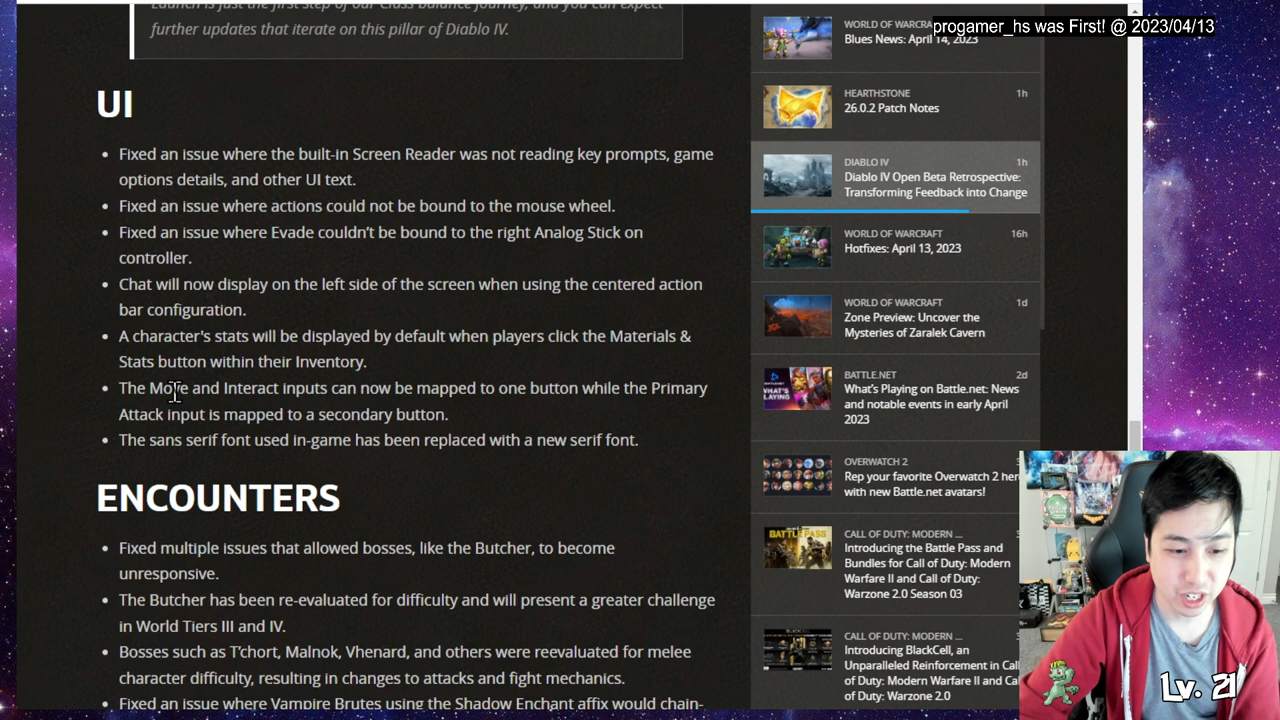 Launch is just the first step of our Class balance journey, and you can expect
further updates that iterate on this pillar of Diablo IV.
UI
• Fixed an issue where the built-in Screen Reader was not reading key prompts, game
options details, and other UI text.
• Fixed an issue where actions could not be bound to the mouse wheel.
• Fixed an issue where Evade couldn't be bound to the right Analog Stick on
controller.
• Chat will now display on the left side of the screen when using the centered action
bar configuration.
• A character's stats will be displayed by default when players click the Materials &
Stats button within their Inventory.
• The Move and Interact inputs can now be mapped to one button while the Primary
Attack input is mapped to a secondary button.
• The sans serif font used in-game has been replaced with a new serif font.
ENCOUNTERS
• Fixed multiple issues that allowed bosses, like the Butcher, to become
unresponsive.
• The Butcher has been re-evaluated for difficulty and will present a greater challenge
in World Tiers III and IV.
• Bosses such as T'chort, Malnok, Vhenard, and others were reevaluated for melee
character difficulty, resulting in changes to attacks and fight mechanics.
• Fixed an issue where Vampire Brutes using the Shadow Enchant affix would chain-
progamer_hs was First! @ 2023/04/13
WORLD OF WARCRA
Blues News: April 14, 2023
HEARTHSTONE 1h
26.0.2 Patch Notes
DIABLO IV 1h
Diablo IV Open Beta Retrospective:
Transforming Feedback into Change
WORLD OF WARCRAFT 16h
Hotfixes: April 13, 2023
WORLD OF WARCRAFT 1d
Zone Preview: Uncover the
Mysteries of Zaralek Cavern
BATTLE.NET 2d
What's Playing on Battle.net: News
and notable events in early April
2023
OVERWATCH 2
Rep your favorite Overwatch 2 her
with new Battle.net avatars!
CALL OF DUTY: MODERN ...
Introducing the Battle Pass and
Bundles for Call of Duty: Modern
Warfare II and Call of Duty:
Warzone 2.0 Season 03
CALL OF DUTY: MODERN ...
Introducing BlackCell, an
Unparalleled Reinforcement in Call
of Duty: Modern Warfare II and Cal
of Duty: Warzone 2.0
Lv. 21